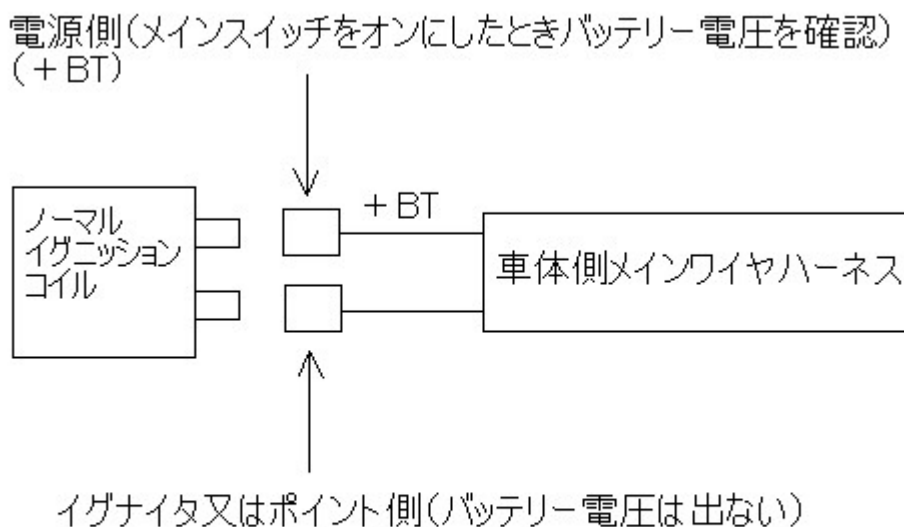 電源側(メインスイッチをオンにしたときバッテリー電圧を確認)
(+BT)
+BT
ノーマル
イグニッション
コイル
車体側メインワイヤハーネス
イグナイタ又はポイント側(バッテリー電圧は出ない)